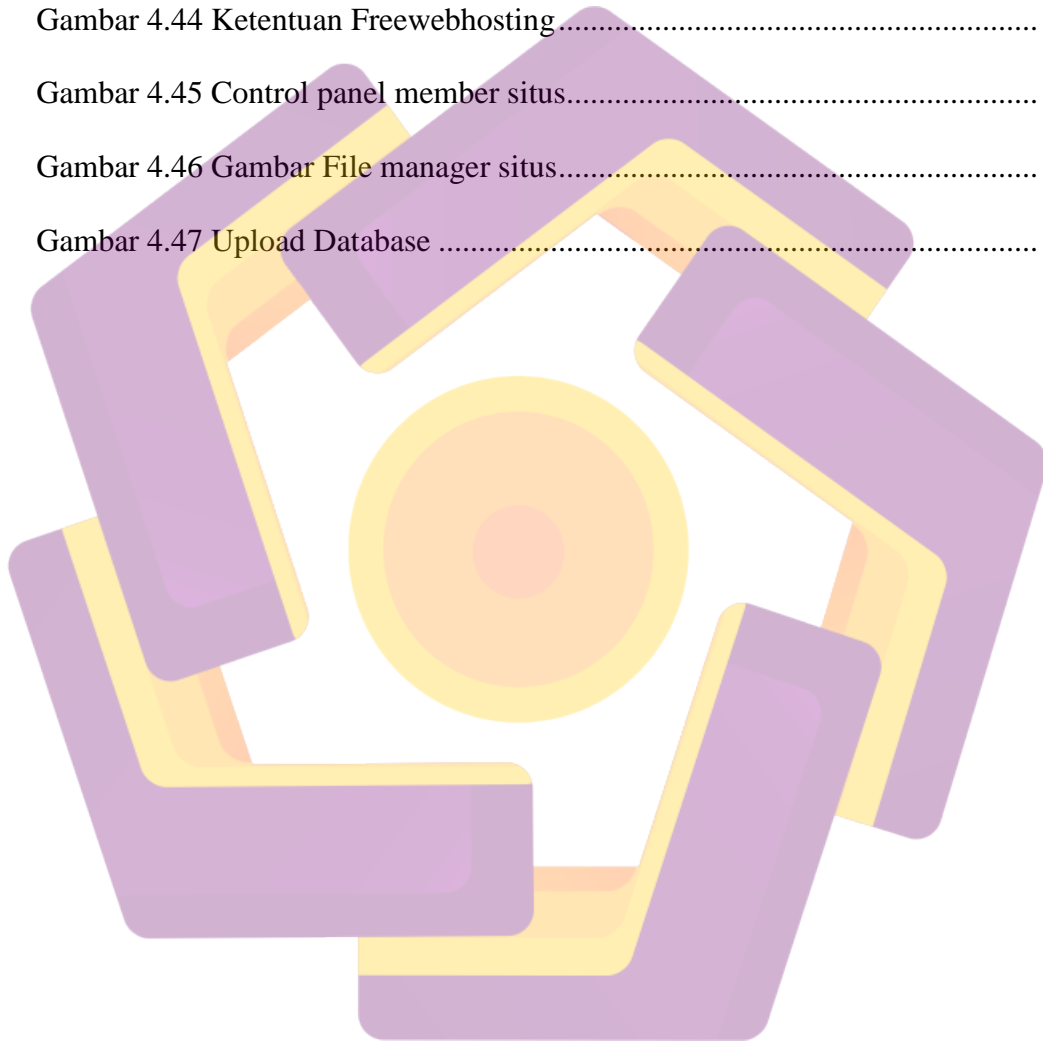 Gambar 4.44 Ketentuan Freewebhosting.............................................................
Gambar 4.45 Control panel member situs............................................................
Gambar 4.46 Gambar File manager situs.............................................................
Gambar 4.47 Upload Database ............................................................................